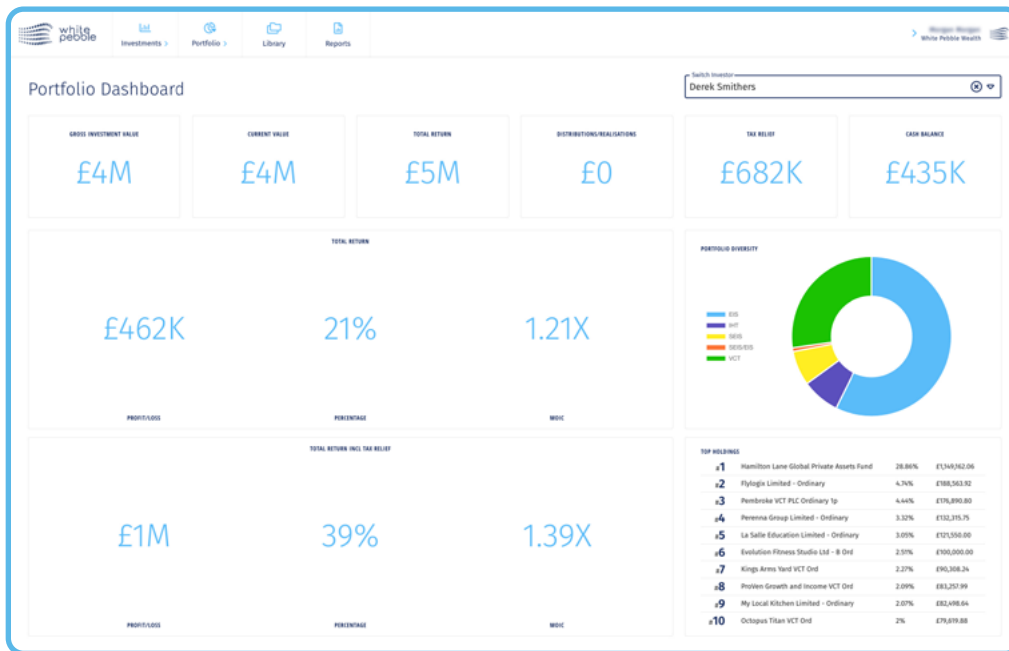 white
pebble
Investments >
Portfolio >
Library
Reports
White Pebble Wealth
Portfolio Dashboard
Switch Investor
Derek Smithers
GROSS INVESTMENT VALUE
£4M
CURRENT VALUE
£4M
TOTAL RETURN
£5M
DISTRIBUTIONS/REALISATIONS
£0
TAX RELIEF
£682K
CASH BALANCE
£435K
TOTAL RETURN
£462K 21% 1.21X
PROFIT/LOSS PERCENTAGE MOIC
PORTFOLIO DIVERSITY
EIS
IHT
SEIS
SEIS/EIS
VCT
TOTAL RETURN INCL TAX RELIEF
£1M 39% 1.39X
PROFIT/LOSS PERCENTAGE MOIC
TOP HOLDINGS
#1 Hamilton Lane Global Private Assets Fund 28.86% £1,149,162.06
#2 Flylogix Limited - Ordinary 4.74% £188,563.92
#3 Pembroke VCT PLC Ordinary 1p 4.44% £176,890.80
#4 Perenna Group Limited - Ordinary 3.32% £132,315.75
#5 La Salle Education Limited - Ordinary 3.05% £121,550.00
#6 Evolution Fitness Studio Ltd - B Ord 2.51% £100,000.00
#7 Kings Arms Yard VCT Ord 2.27% £90,308.24
#8 ProVen Growth and Income VCT Ord 2.09% £83,257.99
#9 My Local Kitchen Limited - Ordinary 2.07% £82,498.64
#10 Octopus Titan VCT Ord 2% £79,619.88